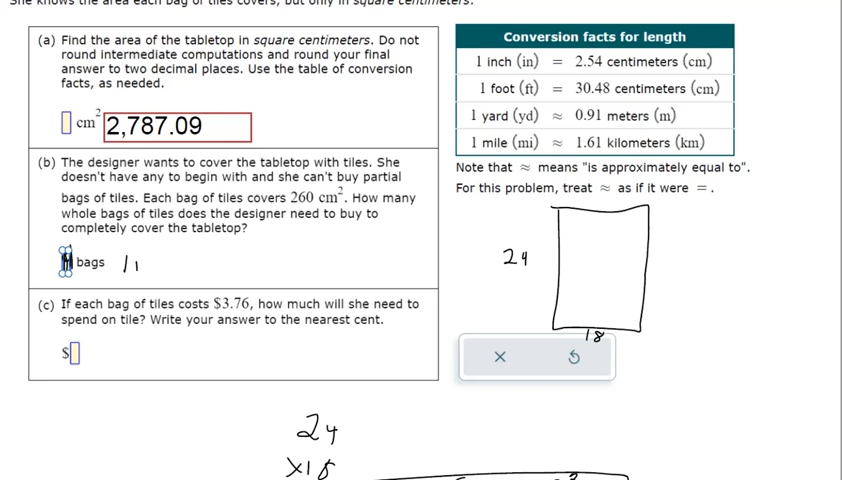 She knows the area each bag of tiles covers, but only in square centimeters.
(a) Find the area of the tabletop in square centimeters. Do not
round intermediate computations and round your final
answer to two decimal places. Use the table of conversion
facts, as needed.
cm² 2,787.09
(b) The designer wants to cover the tabletop with tiles. She
doesn't have any to begin with and she can't buy partial
bags of tiles. Each bag of tiles covers 260 cm². How many
whole bags of tiles does the designer need to buy to
completely cover the tabletop?
bags 11
(c) If each bag of tiles costs $3.76, how much will she need to
spend on tile? Write your answer to the nearest cent.
$
Conversion facts for length
1 inch (in) = 2.54 centimeters (cm)
1 foot (ft) = 30.48 centimeters (cm)
1 yard (yd) ≈ 0.91 meters (m)
1 mile (mi) ≈ 1.61 kilometers (km)
Note that ≈ means "is approximately equal to".
For this problem, treat ≈ as if it were = .
24
18
24
×18